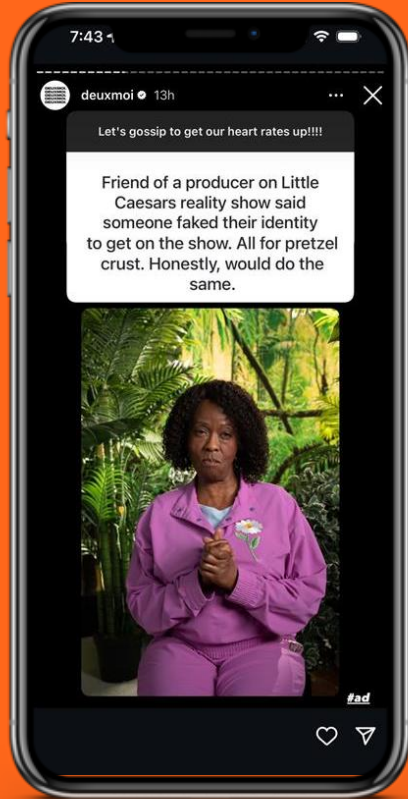 7:43
deuxmoi 13h
Let's gossip to get our heart rates up!!!!
Friend of a producer on Little
Caesars reality show said
someone faked their identity
to get on the show. All for pretzel
crust. Honestly, would do the
same.
#ad